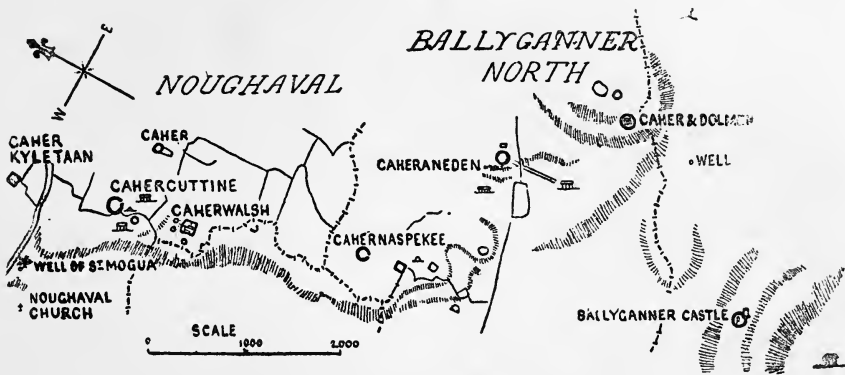 BALLYGANNER
NORTH
NOUGHAVAL
E
W
CAHER
KYLETAAN
CAHER
CAHERCUTTINE
CAHERWALSH
CAHERANEDEN
CAHER & DOLMEN
WELL
CAHERNASPEKEE
WELL OF ST MOGUA
NOUGHAVAL
CHURCH
BALLYGANNER CASTLE
SCALE
0 1000 2,000